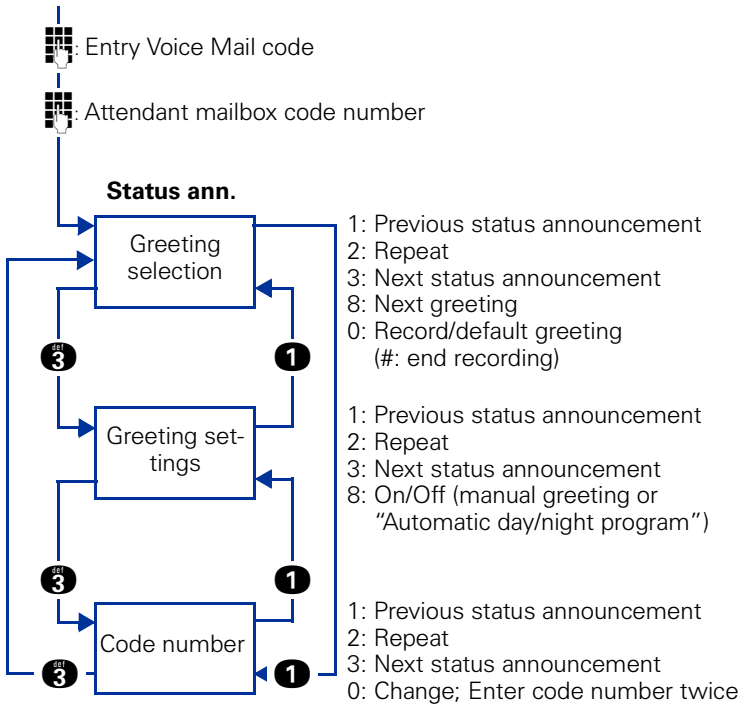 : Entry Voice Mail code
: Attendant mailbox code number
Status ann.
Greeting
selection
1: Previous status announcement
2: Repeat
3: Next status announcement
8: Next greeting
0: Record/default greeting
(#: end recording)
def
3
1
Greeting set-
tings
1: Previous status announcement
2: Repeat
3: Next status announcement
8: On/Off (manual greeting or
“Automatic day/night program”)
def
3
1
Code number
1: Previous status announcement
2: Repeat
3: Next status announcement
0: Change; Enter code number twice
def
3
1